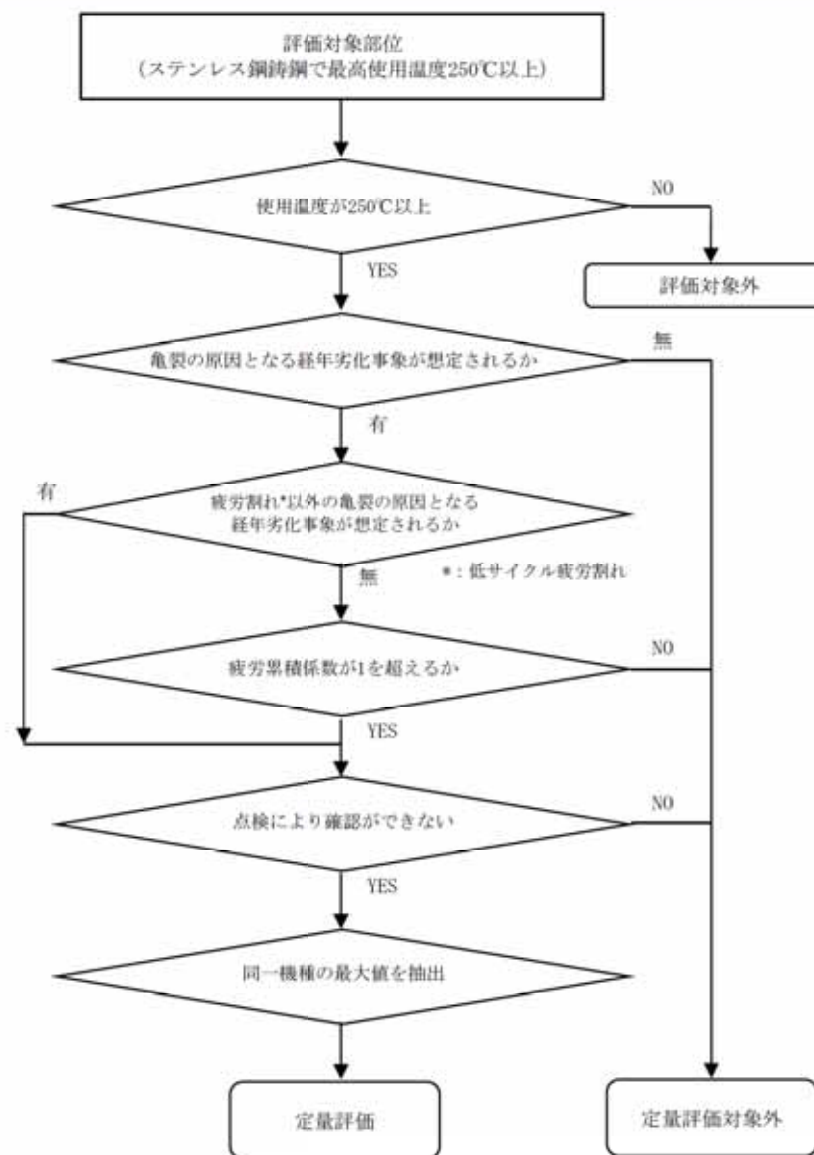 評価対象部位
(ステンレス鋼鋳鋼で最高使用温度250℃以上)
使用温度が250℃以上
NO
YES
評価対象外
亀裂の原因となる経年劣化事象が想定されるか
無
有
有
疲労割れ*以外の亀裂の原因となる
経年劣化事象が想定されるか
無
*：低サイクル疲労割れ
疲労累積係数が1を超えるか
NO
YES
点検により確認ができない
NO
YES
同一機種の最大値を抽出
定量評価
定量評価対象外